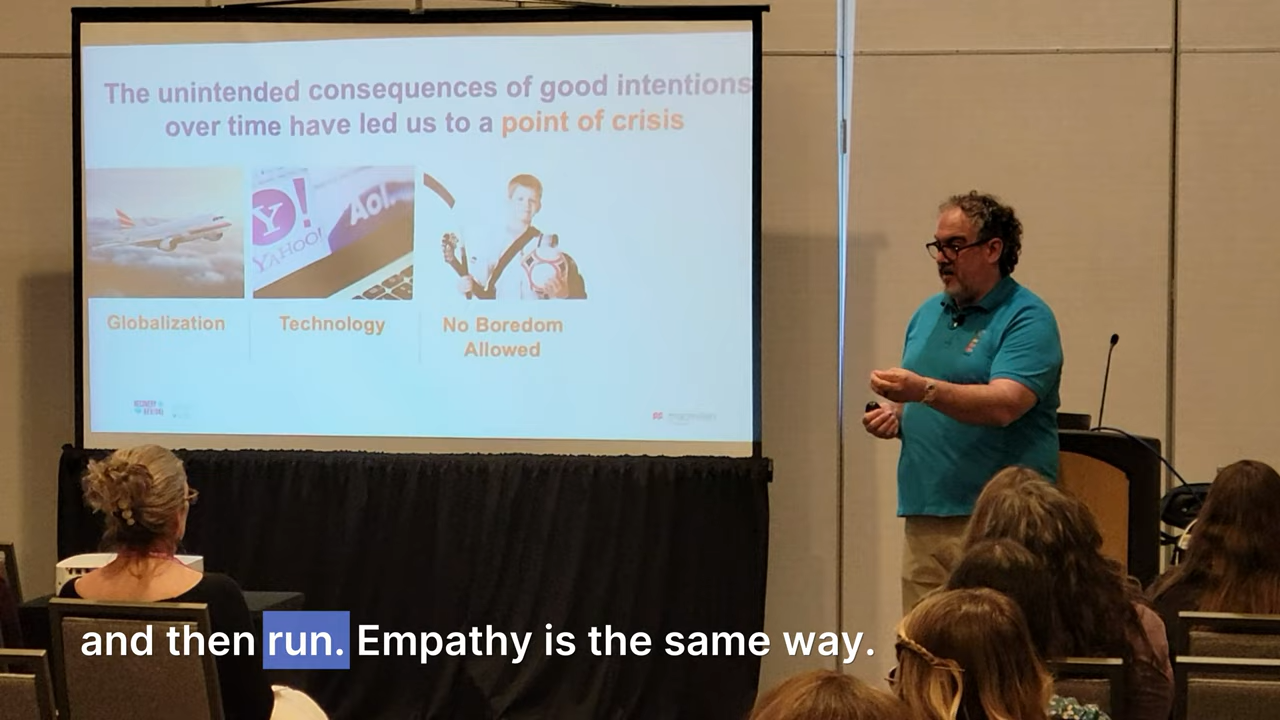 The unintended consequences of good intentions
over time have led us to a point of crisis
Y!
YAHOO!
Aol.
Globalization
Technology
No Boredom
Allowed
and then run. Empathy is the same way.